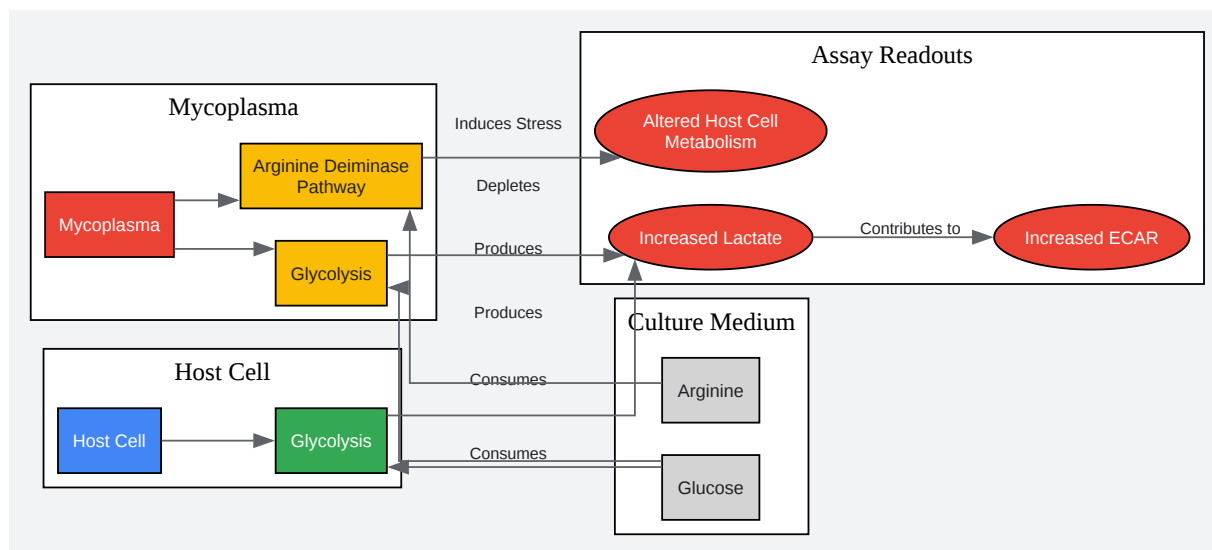 Mycoplasma
Mycoplasma
Arginine Deiminase
Pathway
Glycolysis
Host Cell
Host Cell
Glycolysis
Induces Stress
Depletes
Produces
Produces
Consumes
Consumes
Assay Readouts
Altered Host Cell
Metabolism
Increased Lactate
Contributes to
Increased ECAR
Culture Medium
Arginine
Glucose